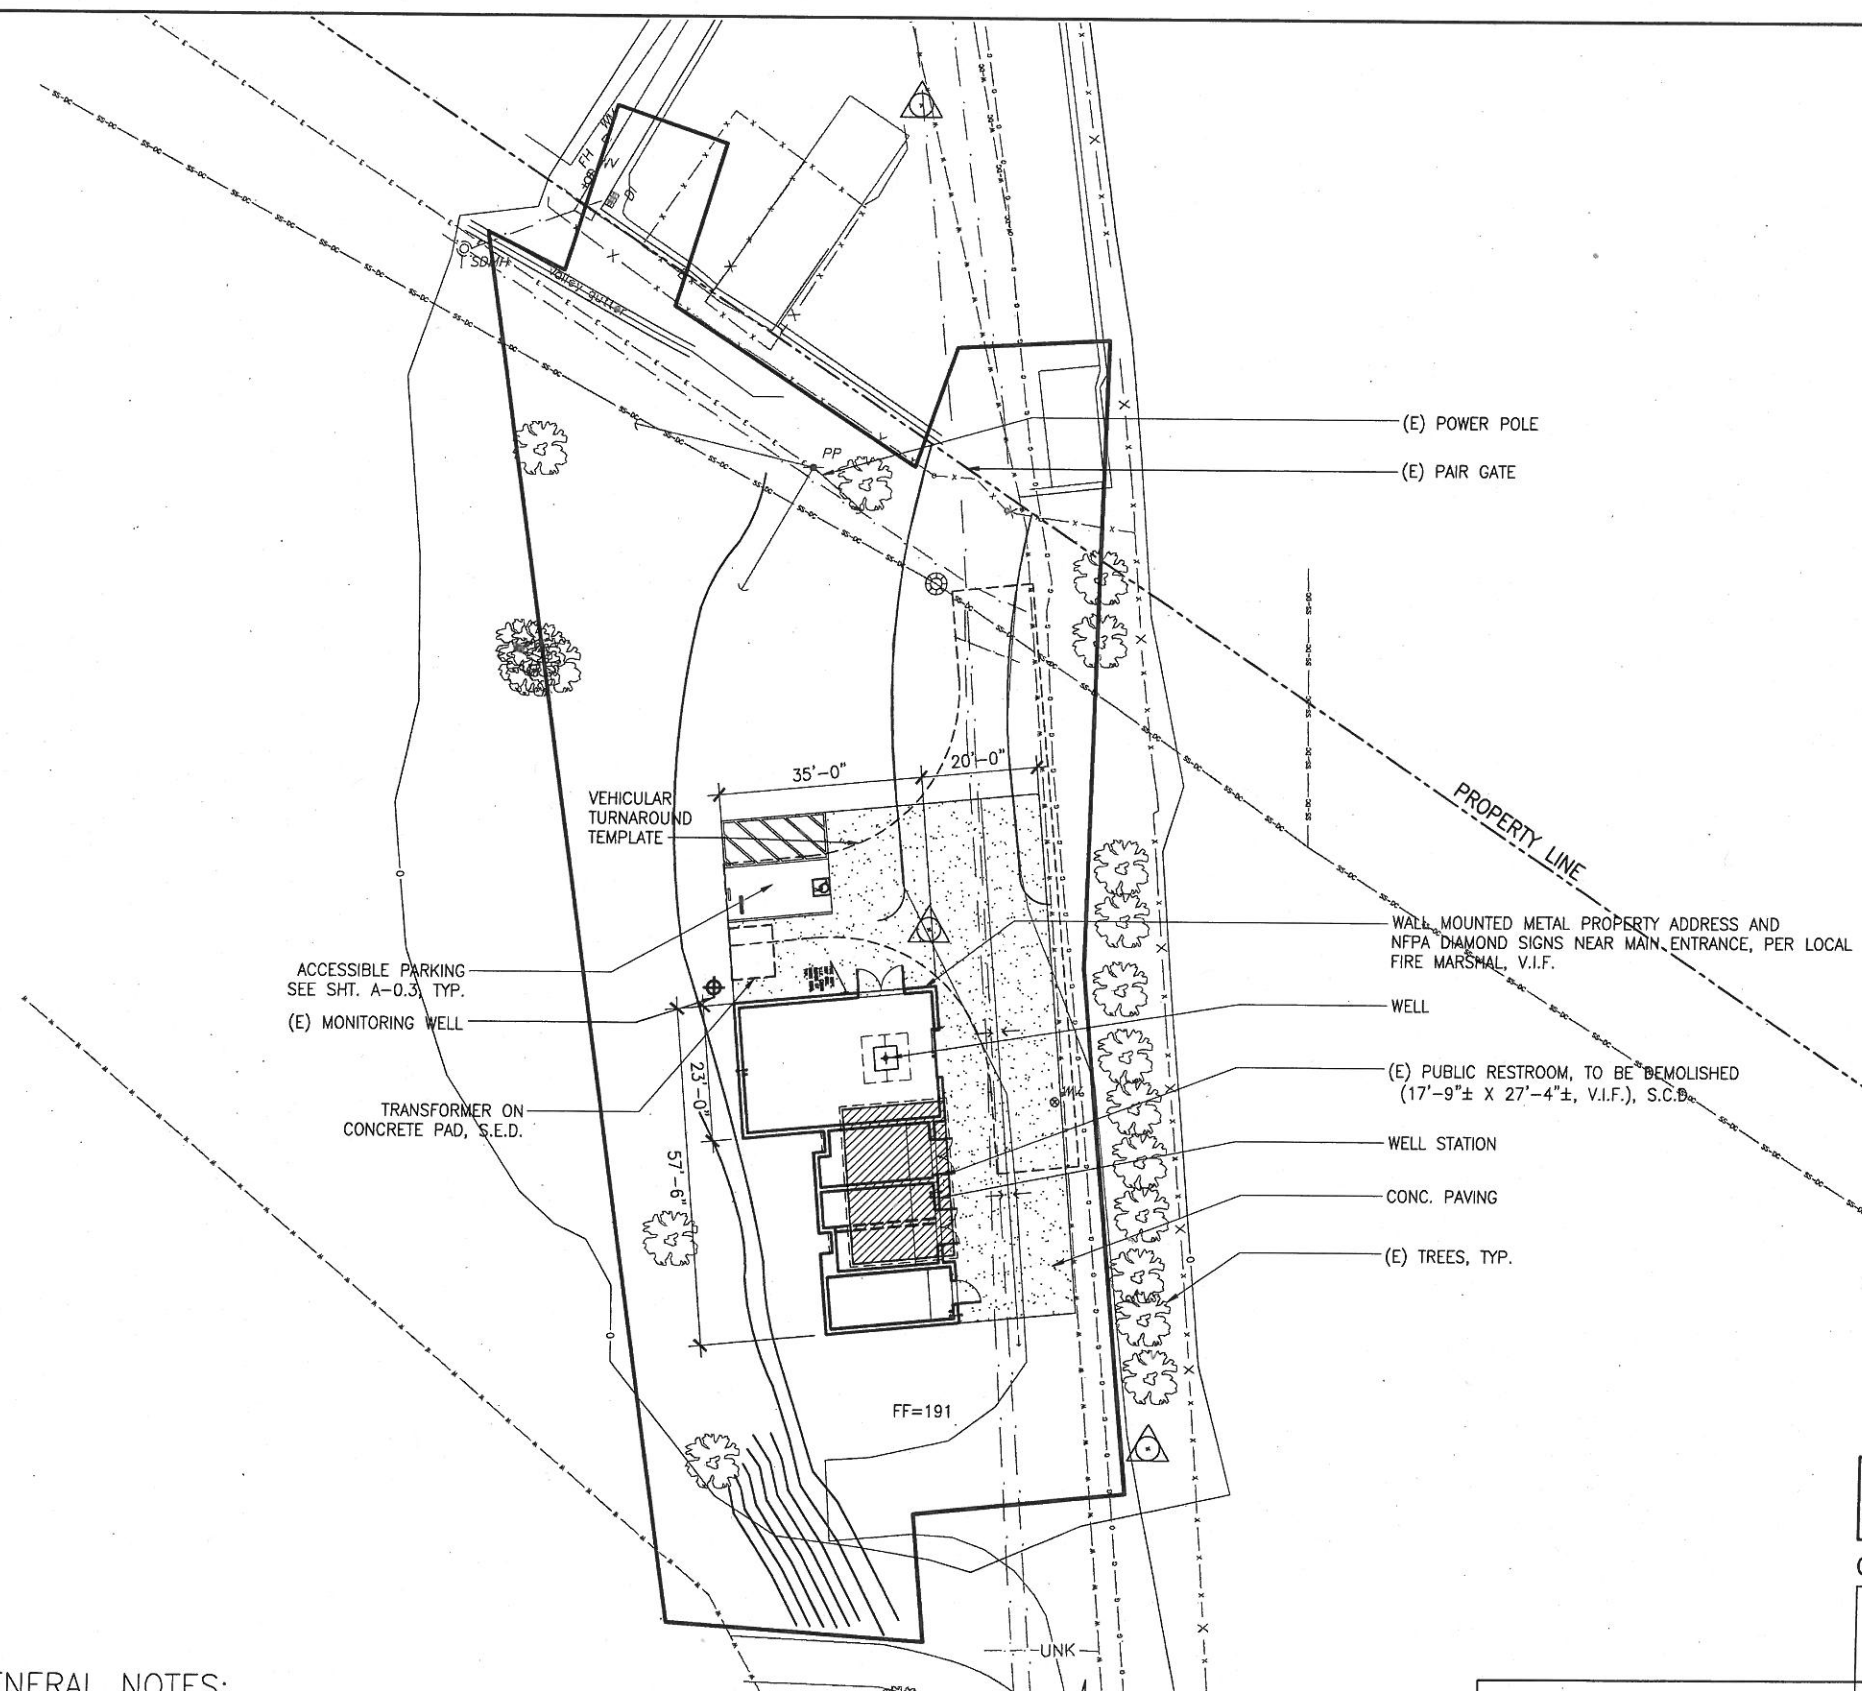 FH
DI
SDMH
Valley gutter
PP
(E) POWER POLE
(E) PAIR GATE
35'-0"
20'-0"
VEHICULAR
TURNAROUND
TEMPLATE
PROPERTY LINE
WALL MOUNTED METAL PROPERTY ADDRESS AND
NFPA DIAMOND SIGNS NEAR MAIN ENTRANCE, PER LOCAL
FIRE MARSHAL, V.I.F.
ACCESSIBLE PARKING
SEE SHT. A-0.3, TYP.
(E) MONITORING WELL
WELL
23'-0"
(E) PUBLIC RESTROOM, TO BE DEMOLISHED
(17'-9"± X 27'-4"±, V.I.F.), S.C.D.
TRANSFORMER ON
CONCRETE PAD, S.E.D.
WELL STATION
57'-6"
CONC. PAVING
(E) TREES, TYP.
FF=191
UNK
NOTES: